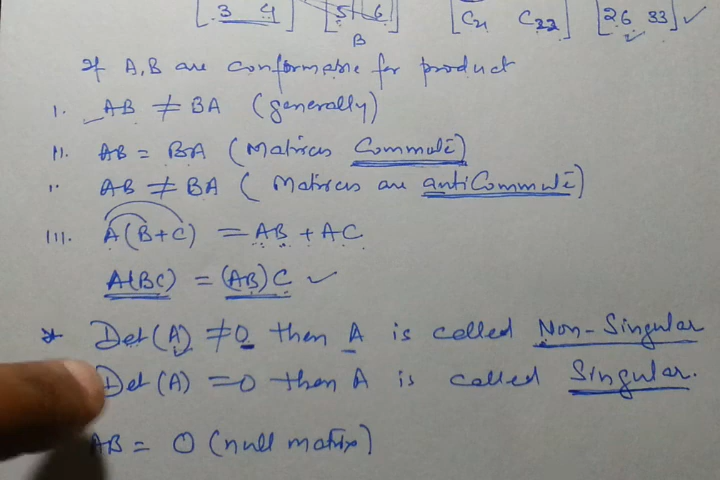 3 4 5 6 C21 C22 26 33 ✓
B
If A, B are conformable for product
I. AB ≠ BA (generally)
II. AB = BA (Matrices Commute)
" AB ≠ BA (Matrices are anti Commute)
III. A(B+C) = AB + AC
A(BC) = (AB)C ✓
* Det(A) ≠ 0 then A is called Non-Singular
Det(A) = 0 then A is called Singular.
AB = O (null matrix)